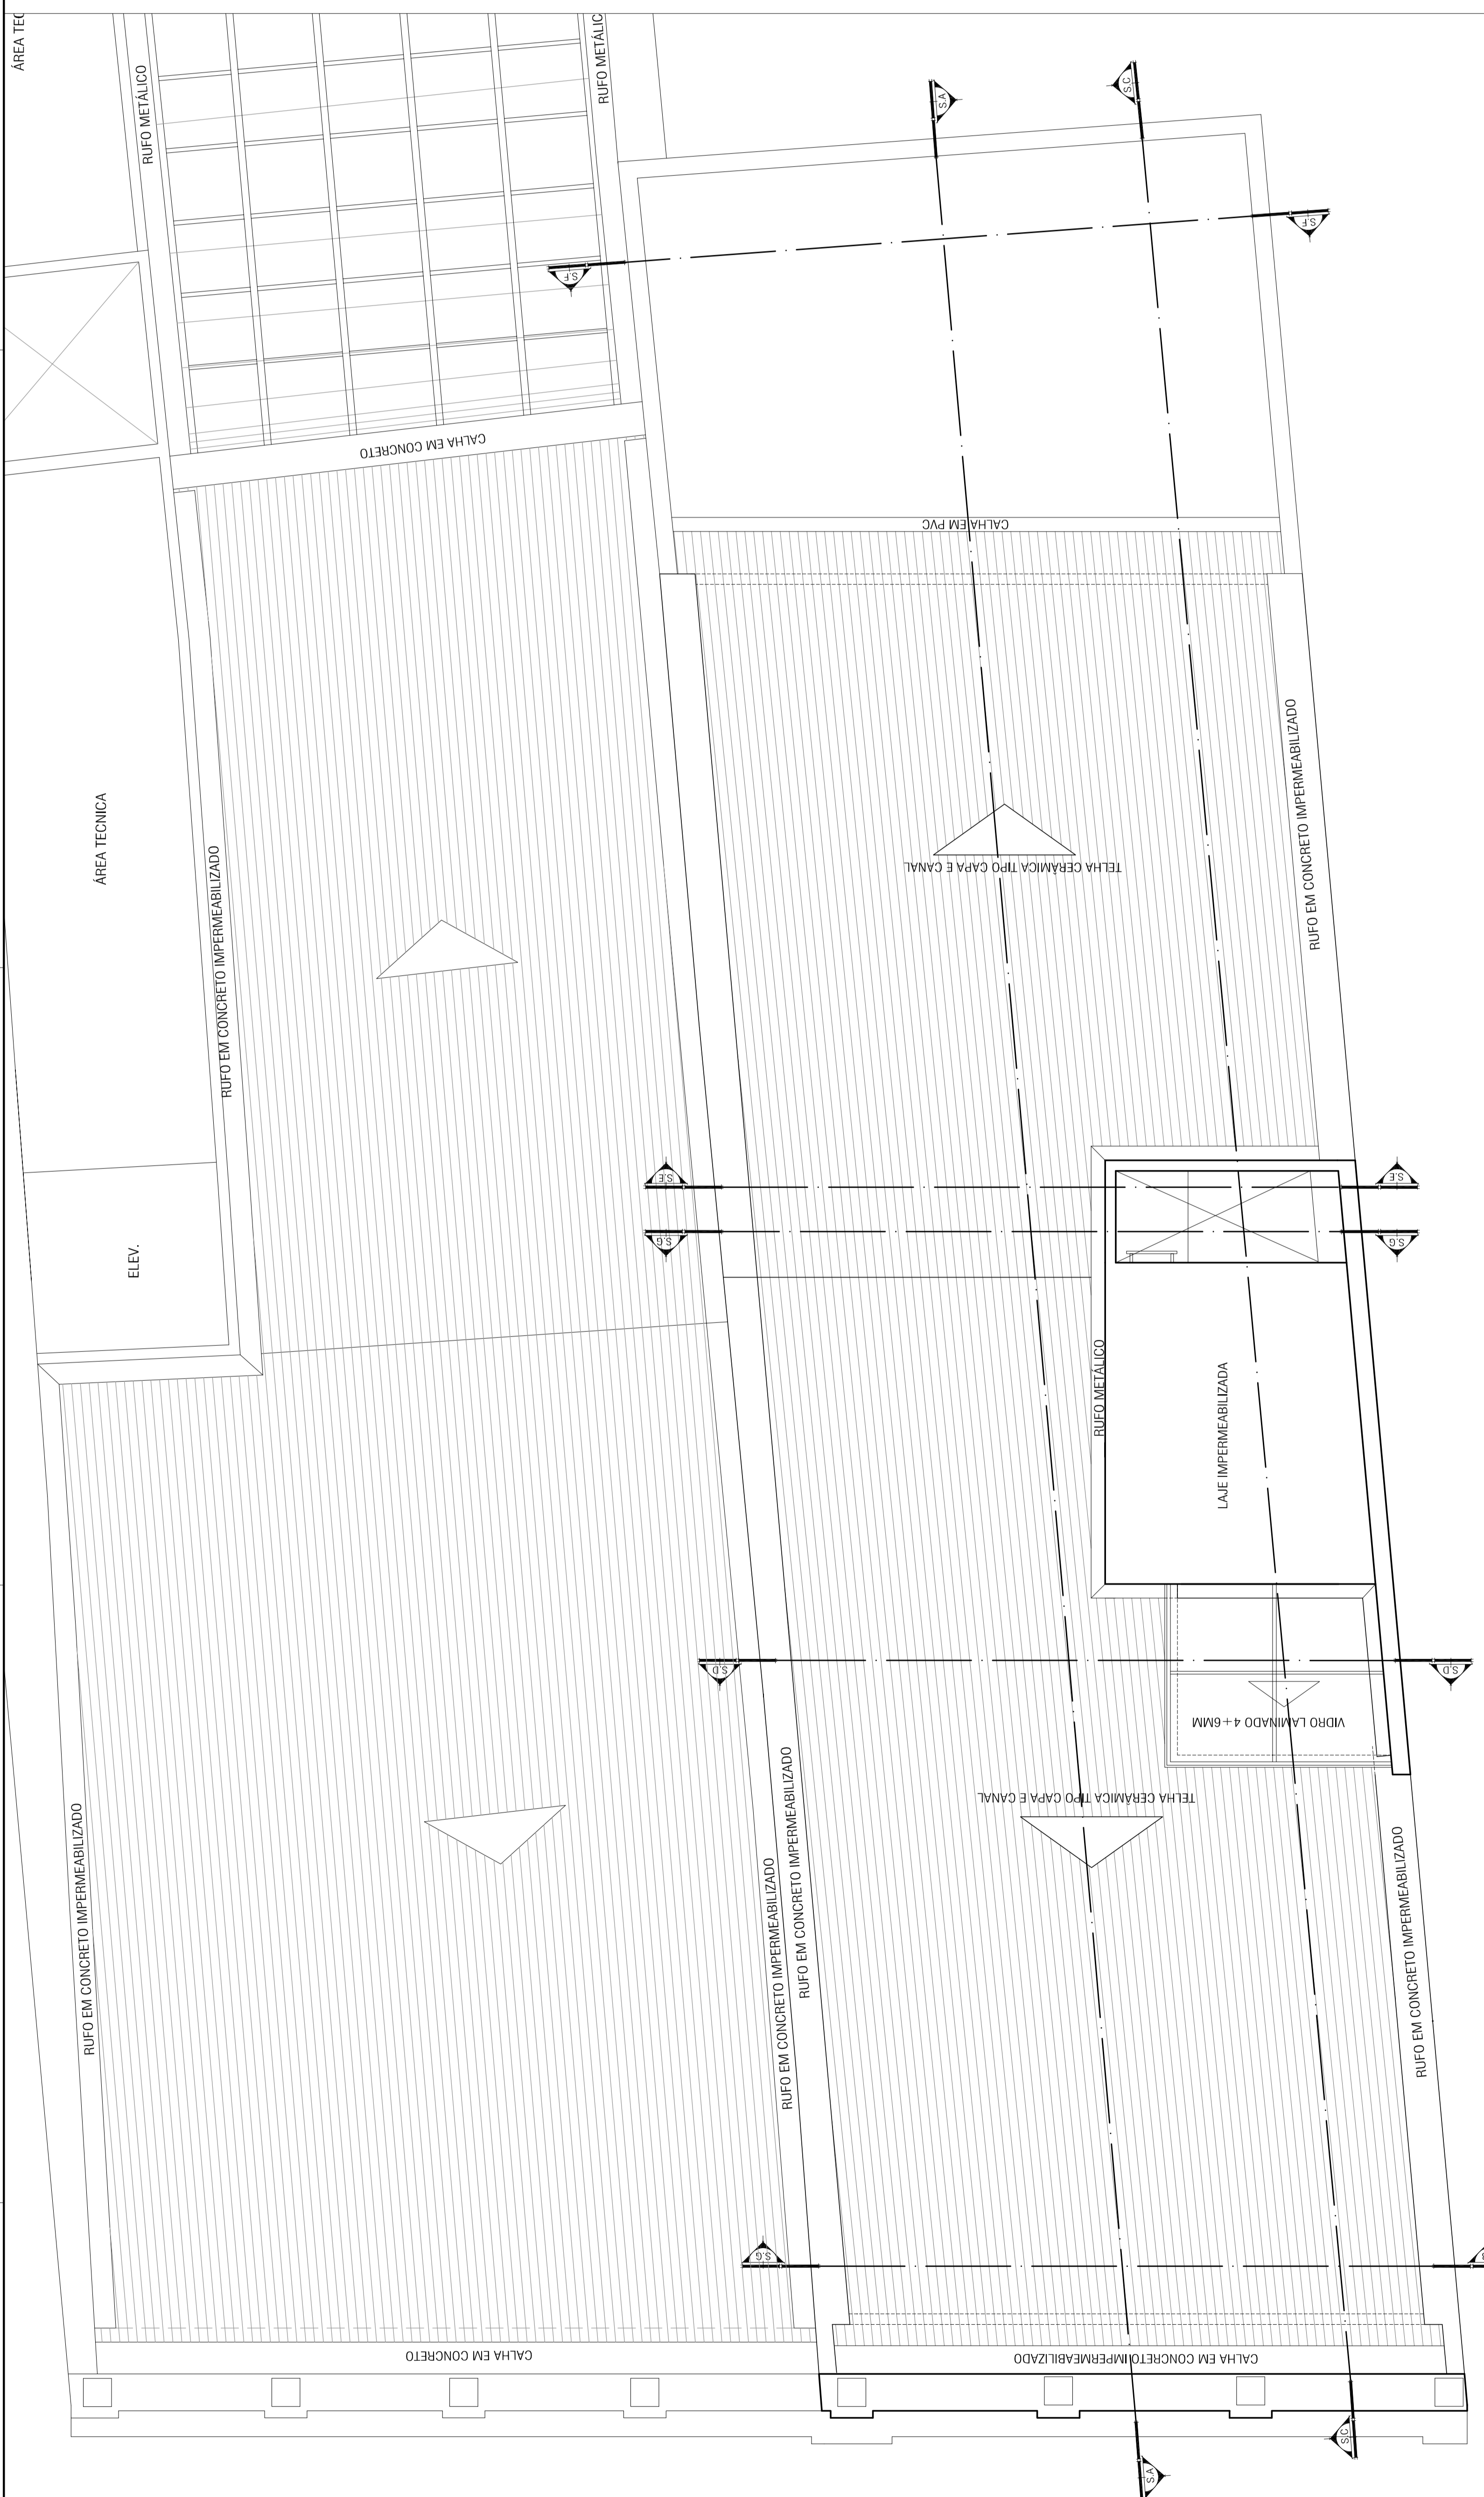 ÁREA TEC
RUFO METÁLICO
RUFO METÁLIC
S.A
S.C
S.F
S.F
CALHA EM CONCRETO
CALHA EM PVC
ÁREA TECNICA
RUFO EM CONCRETO IMPERMEABILIZADO
TELHA CERÂMICA TIPO CAPA E CANAL
RUFO EM CONCRETO IMPERMEABILIZADO
S.E
S.E
S.G
S.G
ELEV.
RUFO METÁLICO
LAJE IMPERMEABILIZADA
S.D
S.D
VIDRO LAMINADO 4+6MM
TELHA CERÂMICA TIPO CAPA E CANAL
RUFO EM CONCRETO IMPERMEABILIZADO
RUFO EM CONCRETO IMPERMEABILIZADO
RUFO EM CONCRETO IMPERMEABILIZADO
RUFO EM CONCRETO IMPERMEABILIZADO
S.G
CALHA EM CONCRETO
CALHA EM CONCRETO IMPERMEABILIZADO
S.C
S.A